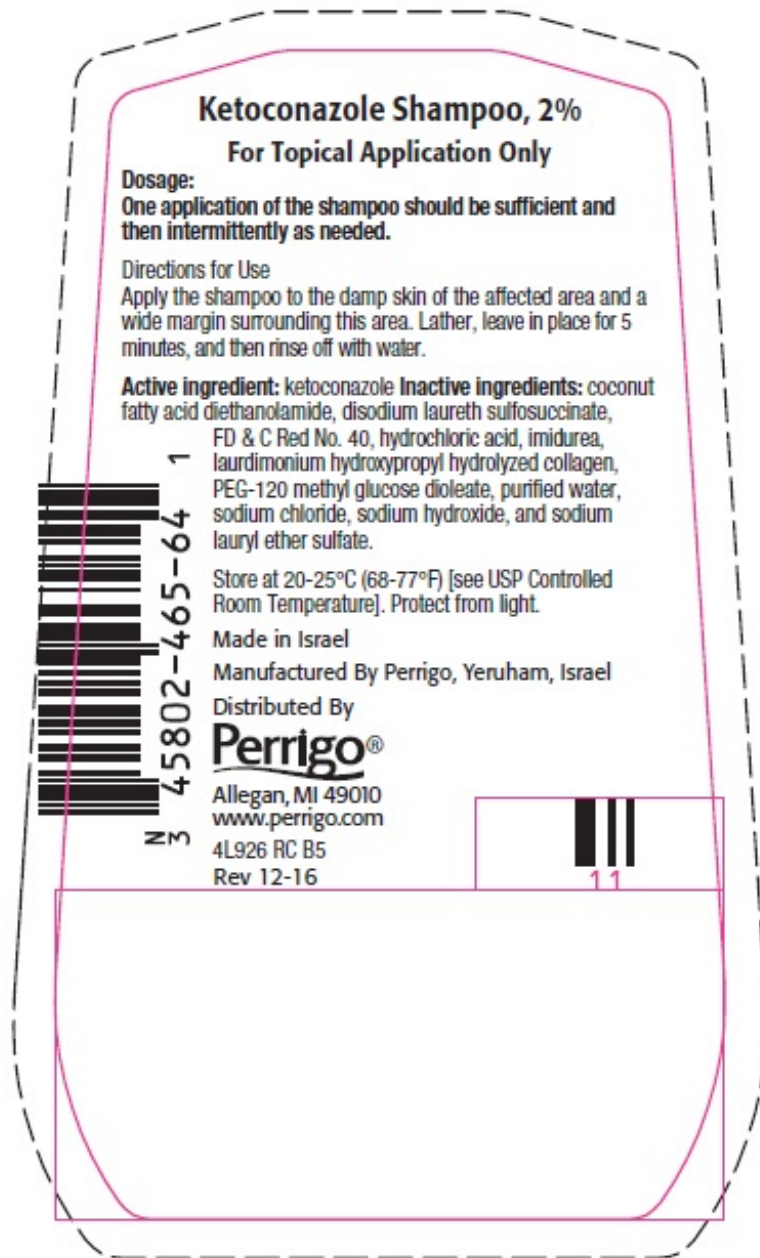 Ketoconazole Shampoo, 2%
For Topical Application Only
Dosage:
One application of the shampoo should be sufficient and
then intermittently as needed.
Directions for Use
Apply the shampoo to the damp skin of the affected area and a
wide margin surrounding this area. Lather, leave in place for 5
minutes, and then rinse off with water.
Active ingredient: ketoconazole Inactive ingredients: coconut
fatty acid diethanolamide, disodium laureth sulfosuccinate,
FD & C Red No. 40, hydrochloric acid, imidurea,
laurdimonium hydroxypropyl hydrolyzed collagen,
PEG-120 methyl glucose dioleate, purified water,
sodium chloride, sodium hydroxide, and sodium
lauryl ether sulfate.
Store at 20-25°C (68-77°F) [see USP Controlled
Room Temperature]. Protect from light.
Made in Israel
Manufactured By Perrigo, Yeruham, Israel
Distributed By
Perrigo®
Allegan, MI 49010
www.perrigo.com
4L926 RC B5
Rev 12-16
N
3 45802-465-64 1
11